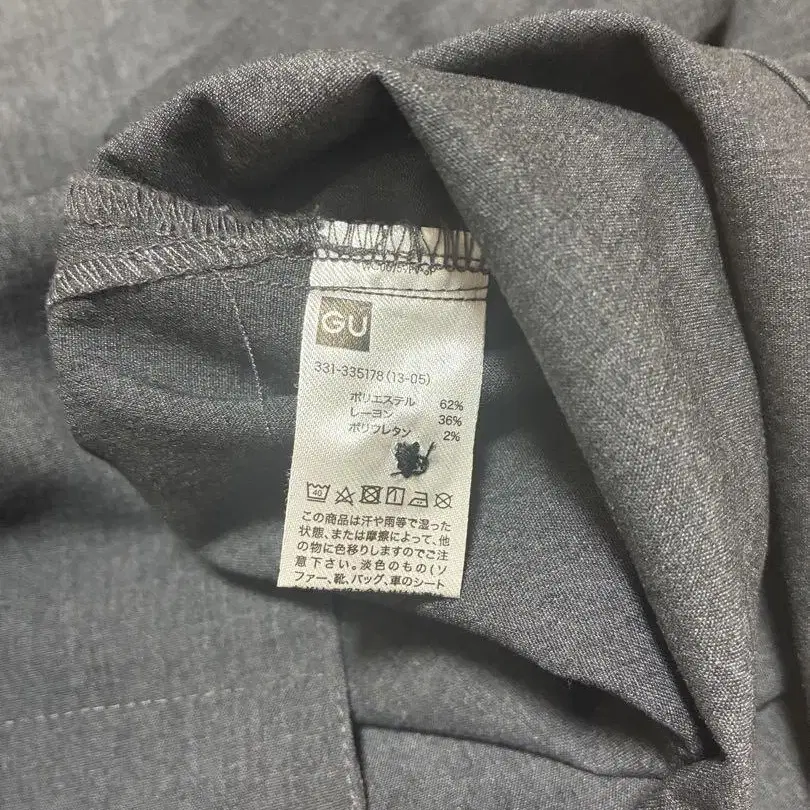 GU
331-335178(13-05)
ポリエステル 62%
レーヨン 36%
ポリウレタン 2%
40
この商品は汗や雨等で湿った
状態、または摩擦によって、他
の物に色移りしますのでご注
意下さい。淡色のもの(ソ
ファー、靴、バッグ、車のシート